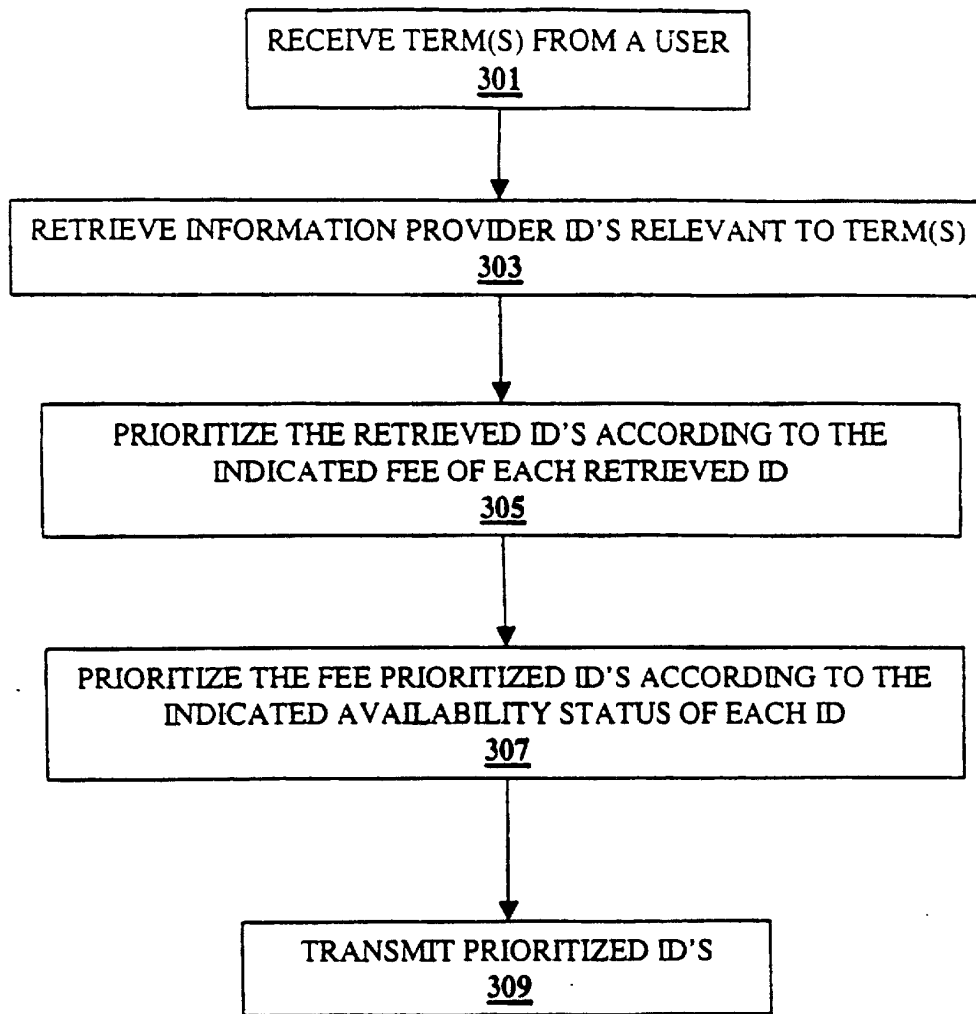 RECEIVE TERM(S) FROM A USER
301
RETRIEVE INFORMATION PROVIDER ID'S RELEVANT TO TERM(S)
303
PRIORITIZE THE RETRIEVED ID'S ACCORDING TO THE
INDICATED FEE OF EACH RETRIEVED ID
305
PRIORITIZE THE FEE PRIORITIZED ID'S ACCORDING TO THE
INDICATED AVAILABILITY STATUS OF EACH ID
307
TRANSMIT PRIORITIZED ID'S
309